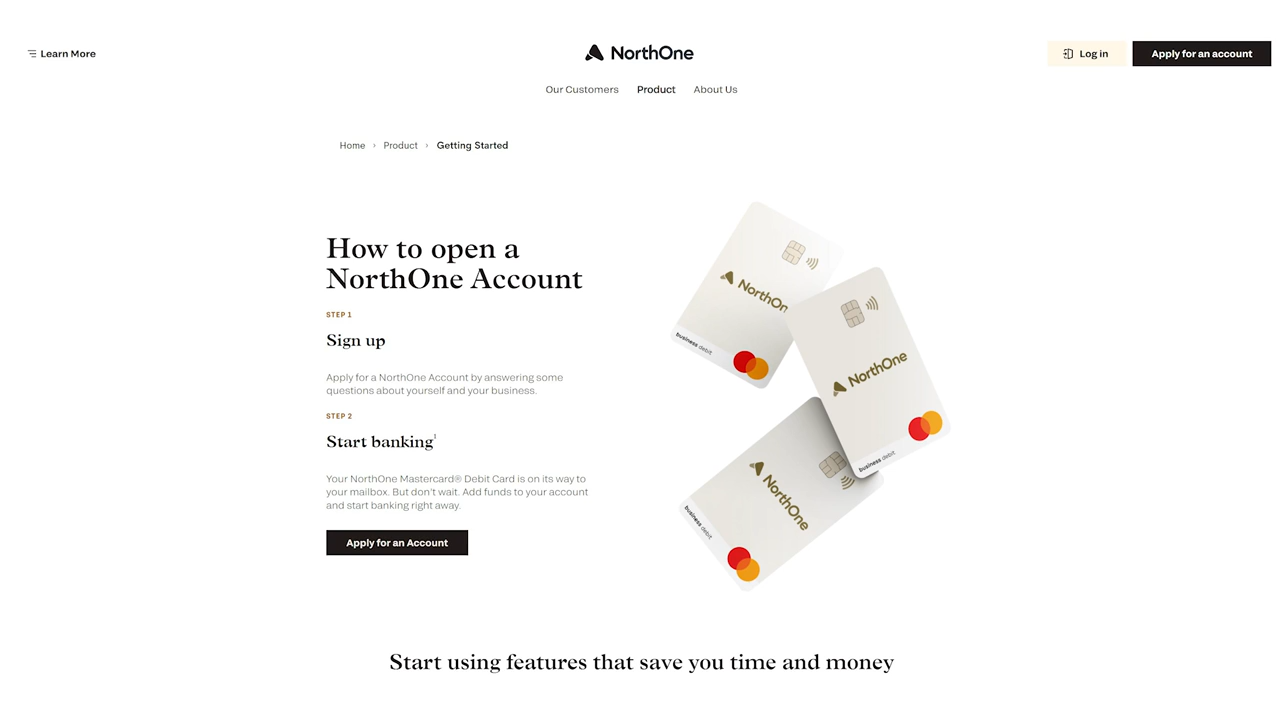 Learn More
NorthOne
Log in
Apply for an account
Our Customers
Product
About Us
Home › Product › Getting Started
How to open a
NorthOne Account
STEP 1
Sign up
Apply for a NorthOne Account by answering some
questions about yourself and your business.
STEP 2
Start banking¹
Your NorthOne Mastercard® Debit Card is on its way to
your mailbox. But don't wait. Add funds to your account
and start banking right away.
Apply for an Account
NorthOn
business debit
NorthOne
business debit
NorthOne
business debit
Start using features that save you time and money